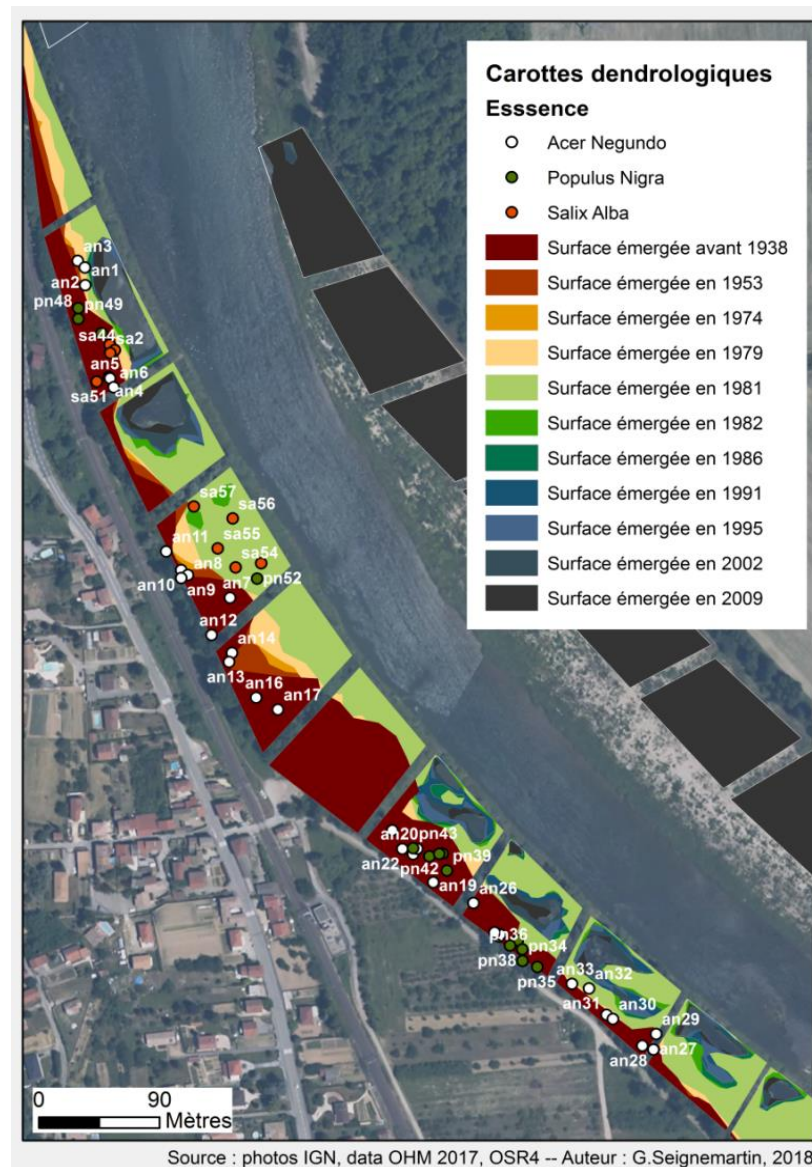 Carottes dendrologiques
Esssence
Acer Negundo
Populus Nigra
Salix Alba
Surface émergée avant 1938
Surface émergée en 1953
Surface émergée en 1974
Surface émergée en 1979
Surface émergée en 1981
Surface émergée en 1982
Surface émergée en 1986
Surface émergée en 1991
Surface émergée en 1995
Surface émergée en 2002
Surface émergée en 2009
an3
an1
an2
pn48 pn49
sa44 sa2
an5
an6
sa51 an4
sa57
sa56
an11
sa55
an8
sa54
an10 an9
an7 pn52
an12
an14
an13
an16
an17
an20 pn43
an22
pn42
pn39
an19
an26
pn36
pn34
pn38
pn35
an33
an32
an31
an30
an29
an28
an27
0 90
Mètres
Source : photos IGN, data OHM 2017, OSR4 -- Auteur : G.Seignemartin, 2018